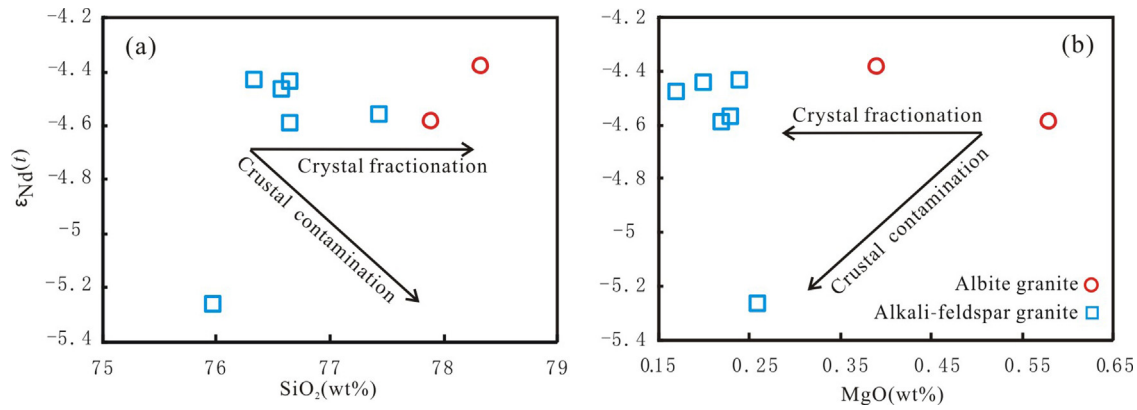 (a)
εNd(t)
-4.2
-4.4
-4.6
-4.8
-5
-5.2
-5.4
Crystal fractionation
Crustal contamination
75
76
77
78
79
SiO₂(wt%)
(b)
-4.2
-4.4
-4.6
-4.8
-5
-5.2
-5.4
Crystal fractionation
Crustal contamination
Albite granite
Alkali-feldspar granite
0.15
0.25
0.35
0.45
0.55
0.65
MgO(wt%)